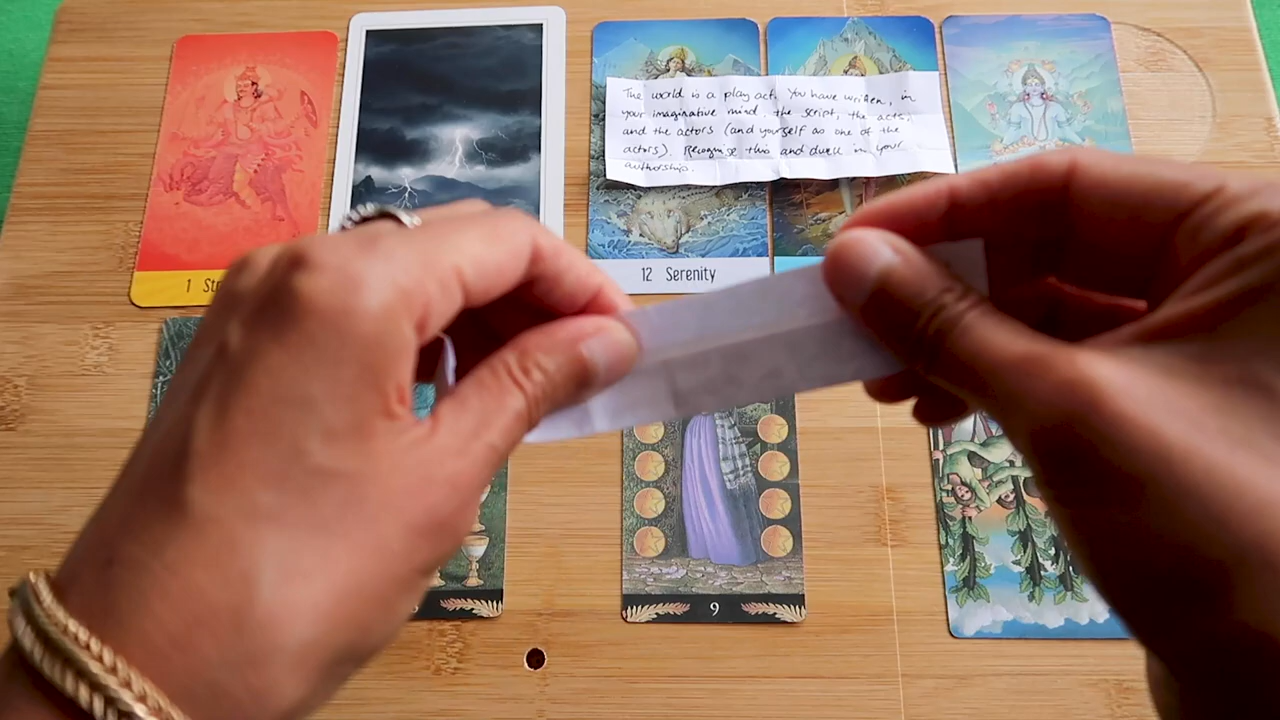 1 St
The world is a play act. You have written, in
your imaginative mind, the script, the acts,
and the actors (and yourself as one of the
actors). Recognise this and dwell in your
authorship.
12 Serenity
9